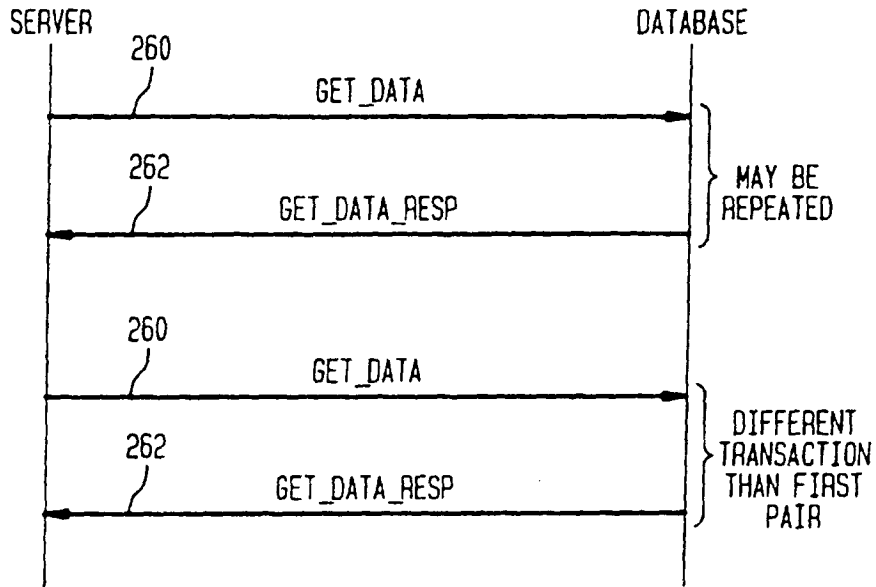 SERVER
DATABASE
260
GET_DATA
262
GET_DATA_RESP
MAY BE
REPEATED
260
GET_DATA
262
GET_DATA_RESP
DIFFERENT
TRANSACTION
THAN FIRST
PAIR